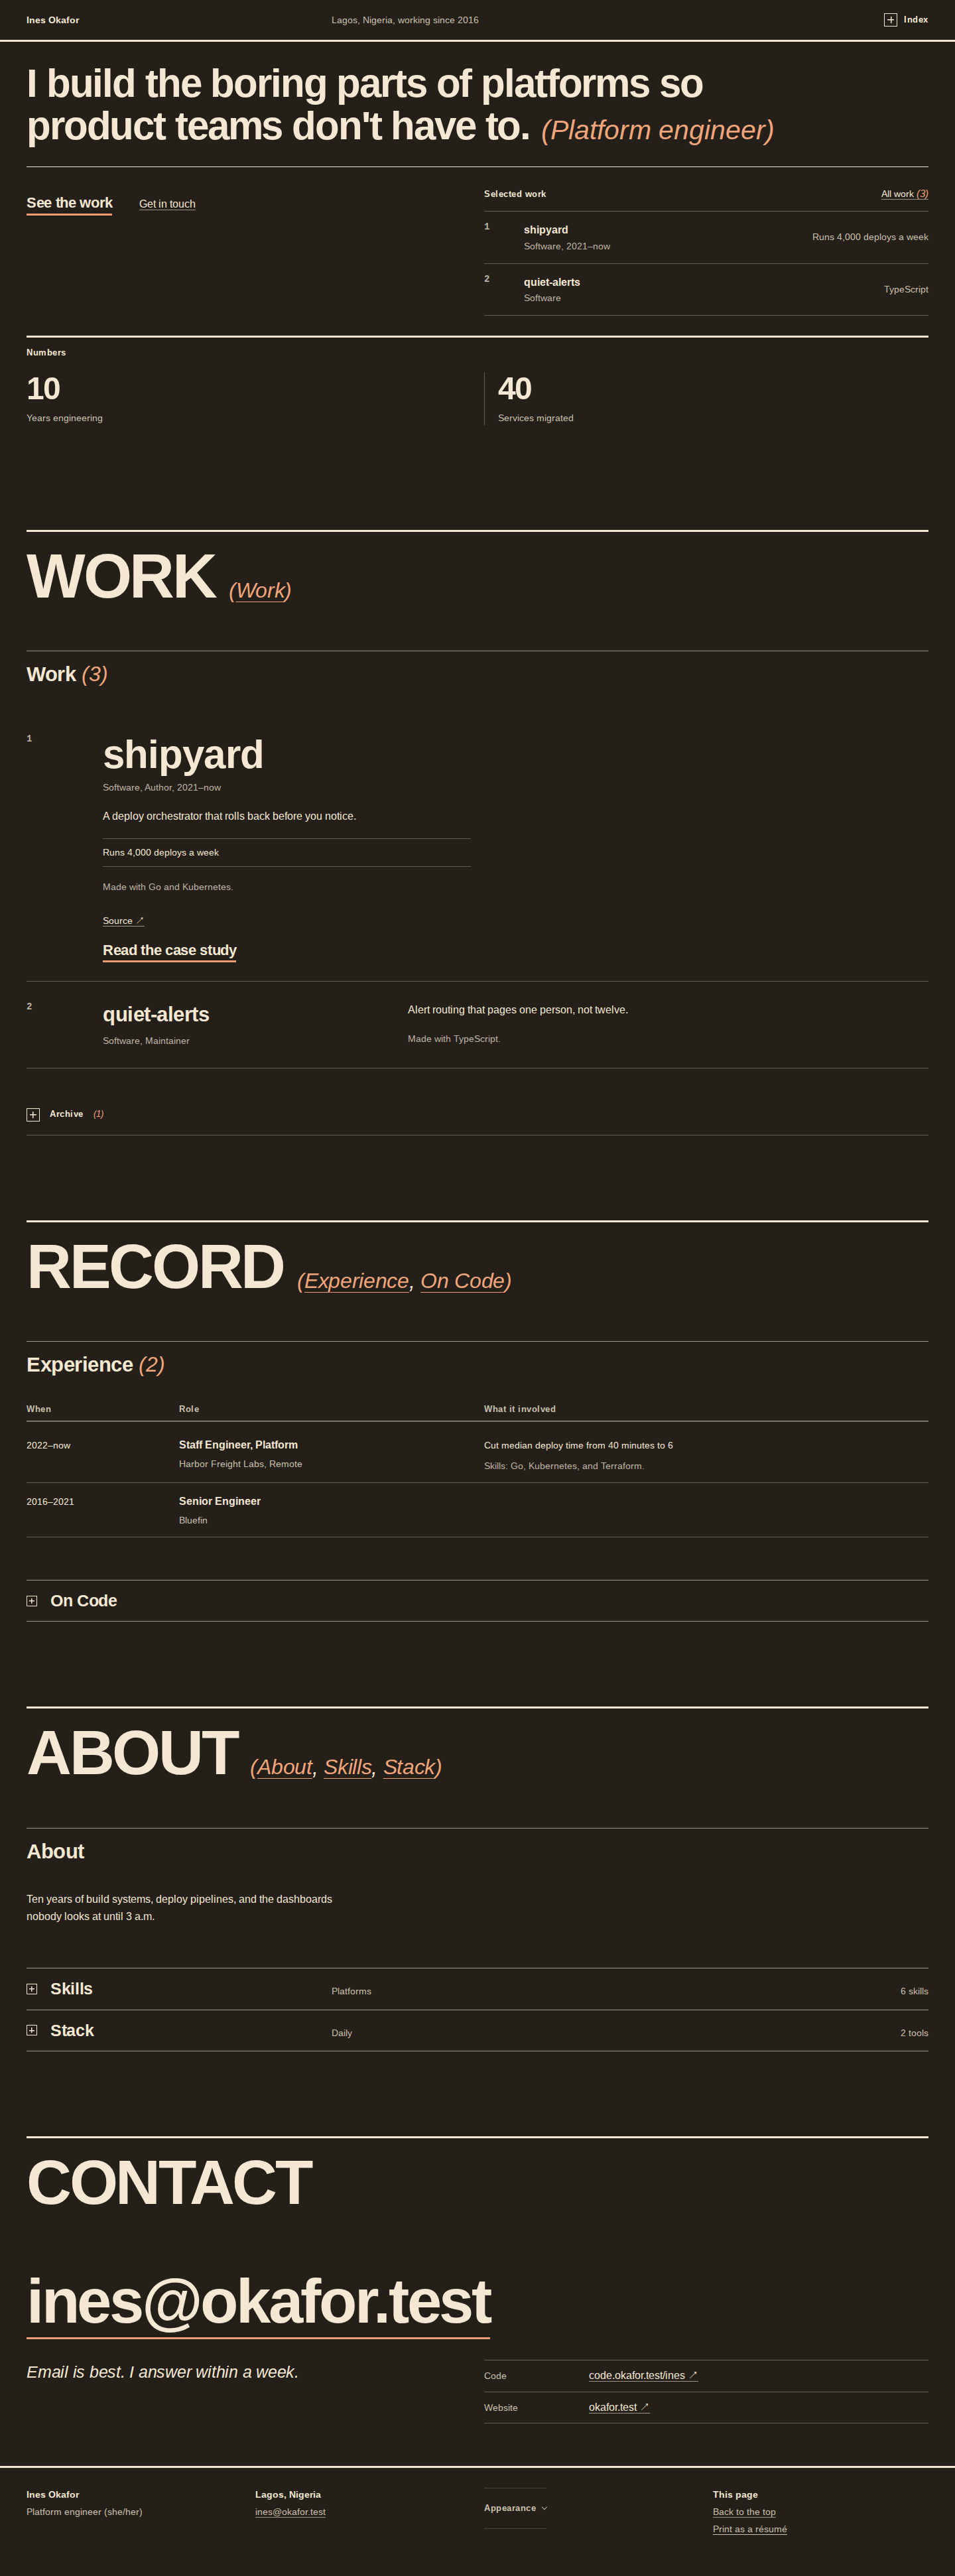 Ines Okafor
Lagos, Nigeria, working since 2016
Index
I build the boring parts of platforms so
product teams don't have to. (Platform engineer)
See the work
Get in touch
Selected work
All work (3)
1
shipyard
Software, 2021–now
Runs 4,000 deploys a week
2
quiet-alerts
Software
TypeScript
Numbers
10
Years engineering
40
Services migrated
WORK (Work)
Work (3)
1
shipyard
Software, Author, 2021–now
A deploy orchestrator that rolls back before you notice.
Runs 4,000 deploys a week
Made with Go and Kubernetes.
Source ↗
Read the case study
2
quiet-alerts
Software, Maintainer
Alert routing that pages one person, not twelve.
Made with TypeScript.
Archive (1)
RECORD (Experience, On Code)
Experience (2)
When
Role
What it involved
2022–now
Staff Engineer, Platform
Harbor Freight Labs, Remote
Cut median deploy time from 40 minutes to 6
Skills: Go, Kubernetes, and Terraform.
2016–2021
Senior Engineer
Bluefin
On Code
ABOUT (About, Skills, Stack)
About
Ten years of build systems, deploy pipelines, and the dashboards
nobody looks at until 3 a.m.
Skills
Platforms
6 skills
Stack
Daily
2 tools
CONTACT
ines@okafor.test
Email is best. I answer within a week.
Code
code.okafor.test/ines ↗
Website
okafor.test ↗
Ines Okafor
Platform engineer (she/her)
Lagos, Nigeria
ines@okafor.test
Appearance
This page
Back to the top
Print as a résumé